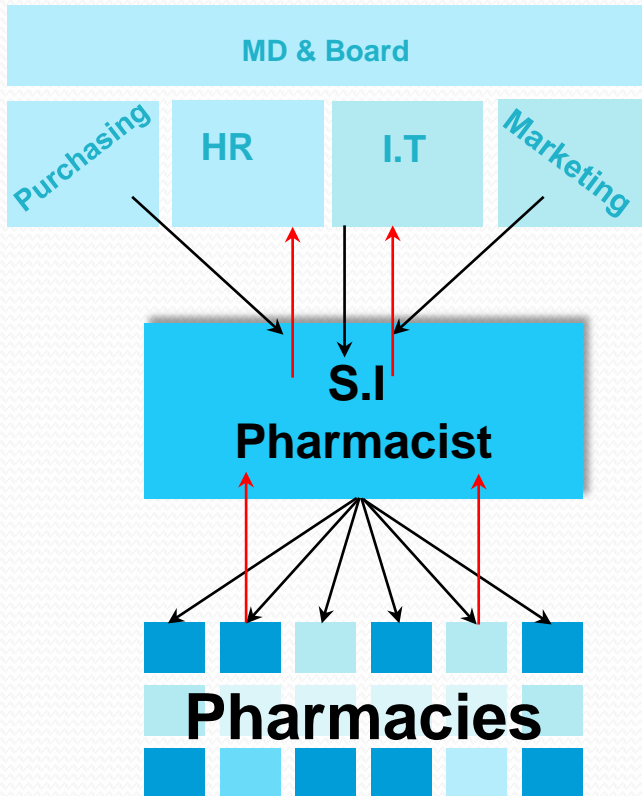 MD & Board
Purchasing
HR
I.T
Marketing
S.I
Pharmacist
Pharmacies